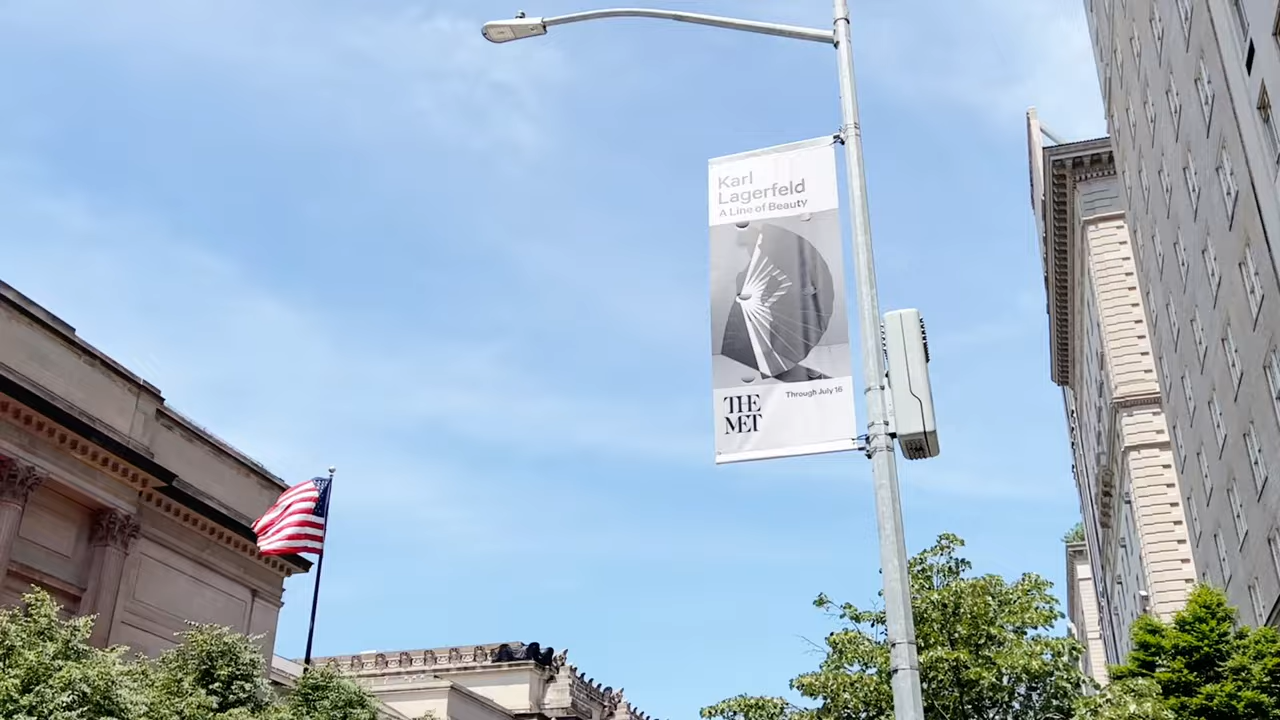 Karl
Lagerfeld
A Line of Beauty
Through July 16
THE
MET